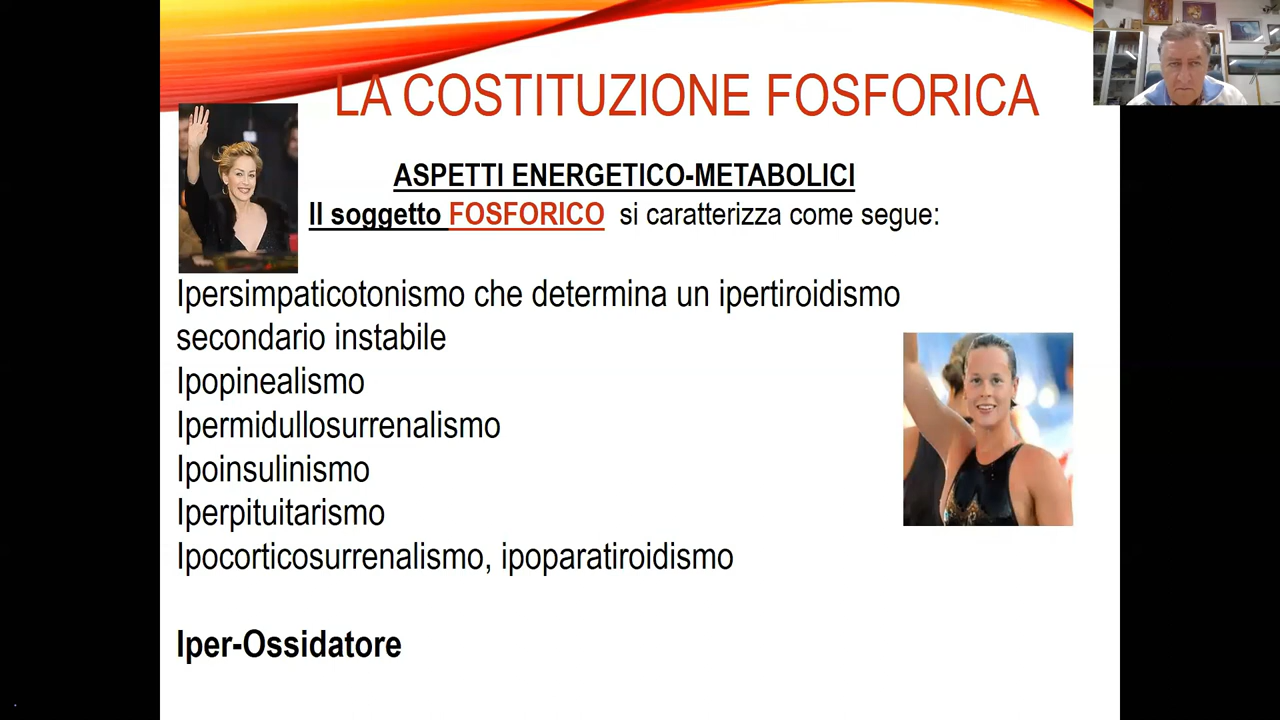 LA COSTITUZIONE FOSFORICA
ASPETTI ENERGETICO-METABOLICI
Il soggetto FOSFORICO si caratterizza come segue:
Ipersimpaticotonismo che determina un ipertiroidismo
secondario instabile
Ipopinealismo
Ipermidullosurrenalismo
Ipoinsulinismo
Iperpituitarismo
Ipocorticosurrenalismo, ipoparatiroidismo
Iper-Ossidatore